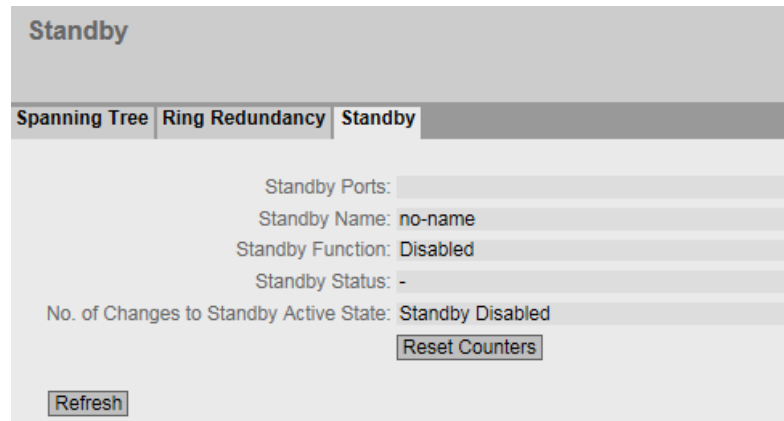 Standby
Spanning Tree Ring Redundancy Standby
Standby Ports:
Standby Name: no-name
Standby Function: Disabled
Standby Status: -
No. of Changes to Standby Active State: Standby Disabled
Reset Counters
Refresh